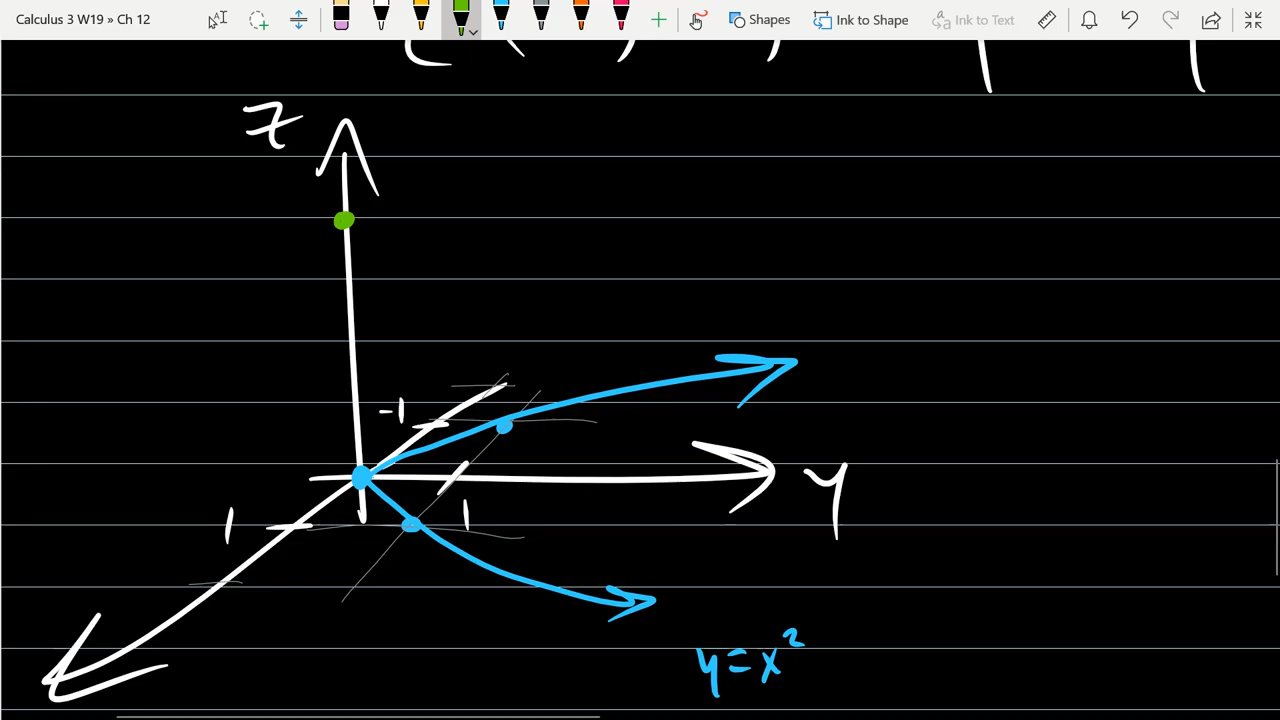 Calculus 3 W19 » Ch 12
Shapes
Ink to Shape
Ink to Text
Z
-1
Y
1
1
y=x²